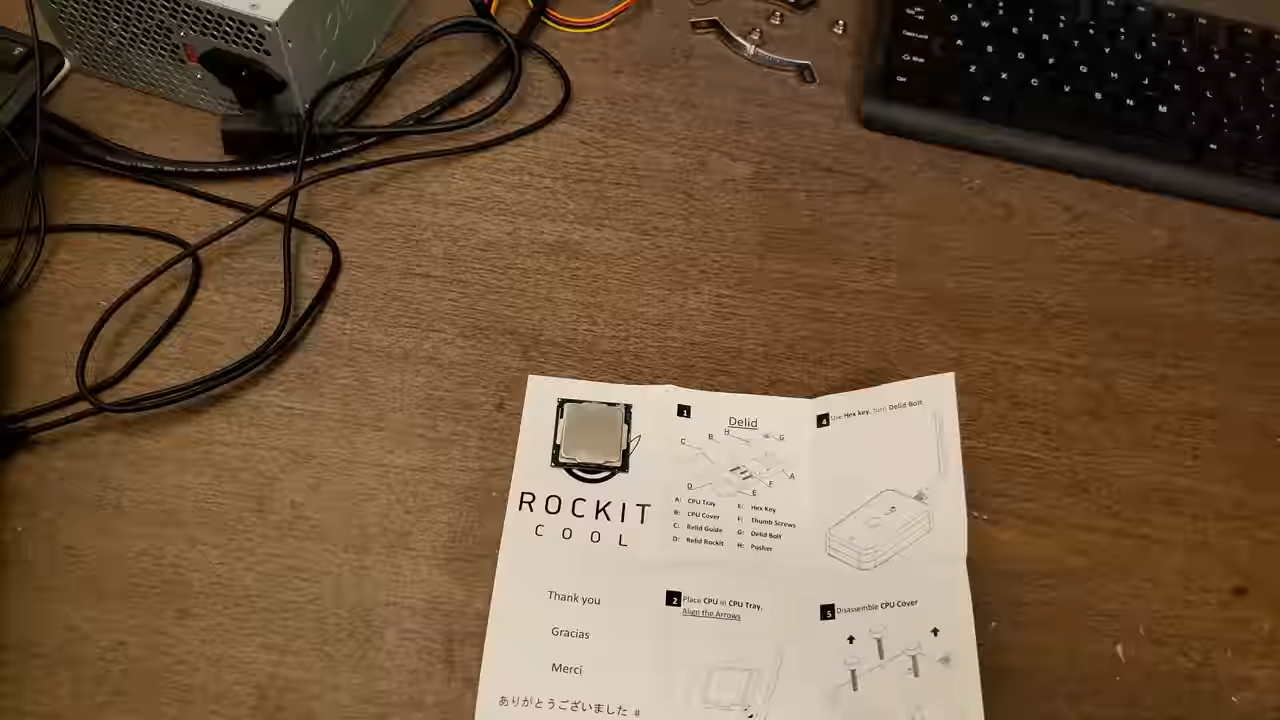 ROCKIT
COOL
Thank you
Gracias
Merci
ありがとうございました #
1
Delid
H
G
B
C
A
F
D
E
A: CPU Tray
B: CPU Cover
C: Relid Guide
D: Relid Rockit
E: Hex Key
F: Thumb Screws
G: Delid Bolt
H: Pusher
2 Place CPU in CPU Tray,
Align the Arrows
4 Use Hex key, turn Delid Bolt
5 Disassemble CPU Cover
Caps Lock
Q W E R T Y U I
A S D F G H J K L
Z X C V B N M